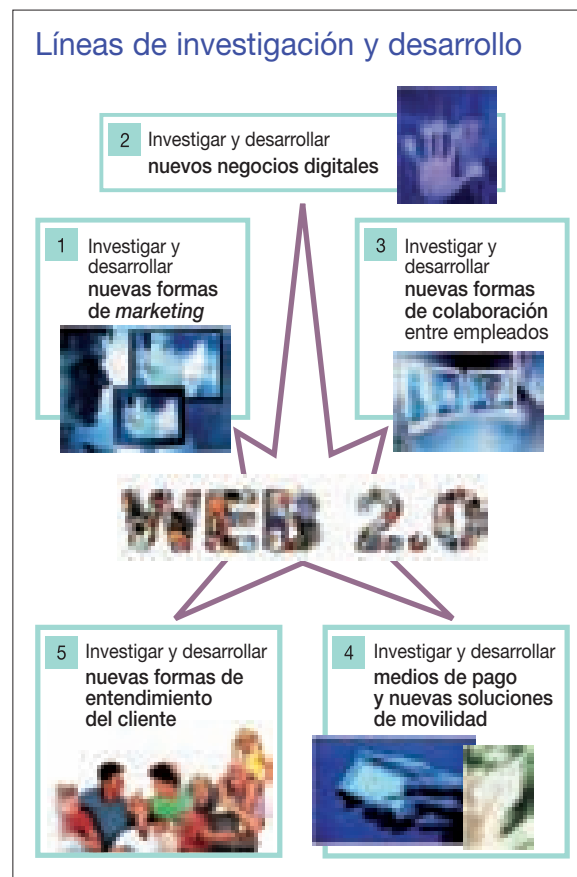 Líneas de investigación y desarrollo
2 Investigar y desarrollar
nuevos negocios digitales
1 Investigar y
desarrollar
nuevas formas
de marketing
3 Investigar y
desarrollar
nuevas formas
de colaboración
entre empleados
WEB 2.0
5 Investigar y desarrollar
nuevas formas de
entendimiento
del cliente
4 Investigar y desarrollar
medios de pago
y nuevas soluciones
de movilidad